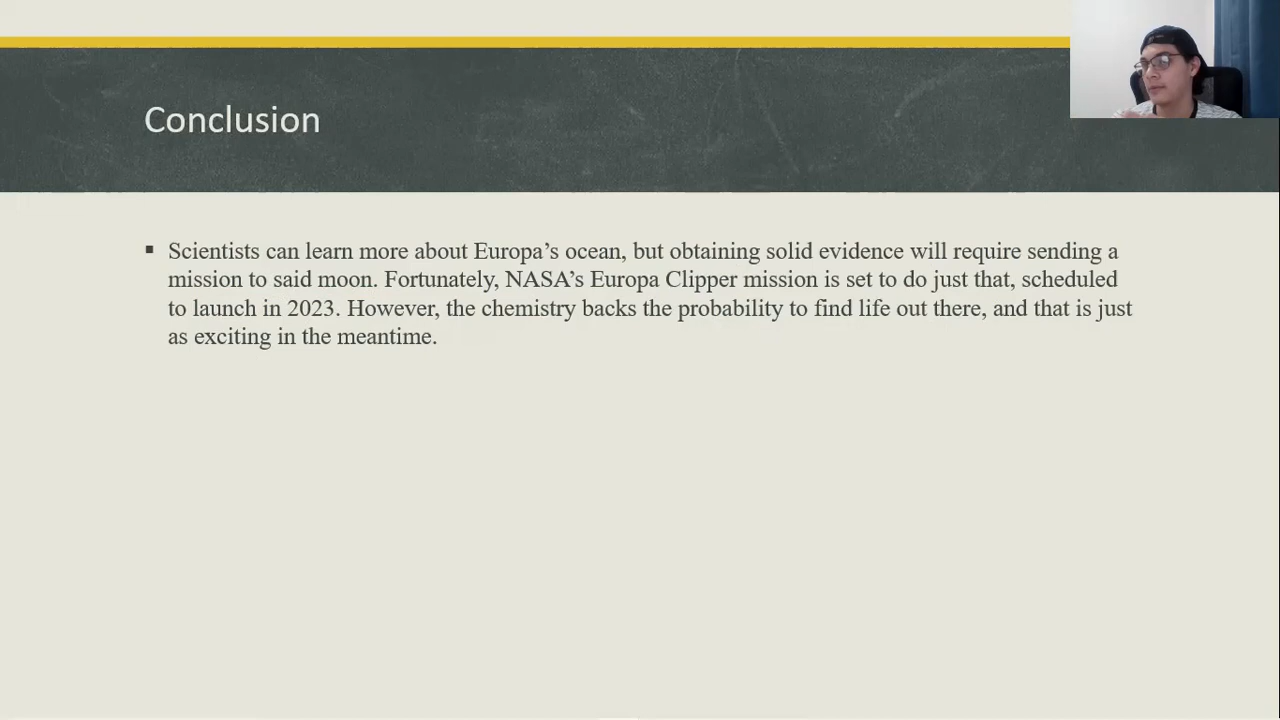 Conclusion
▪ Scientists can learn more about Europa’s ocean, but obtaining solid evidence will require sending a
mission to said moon. Fortunately, NASA’s Europa Clipper mission is set to do just that, scheduled
to launch in 2023. However, the chemistry backs the probability to find life out there, and that is just
as exciting in the meantime.